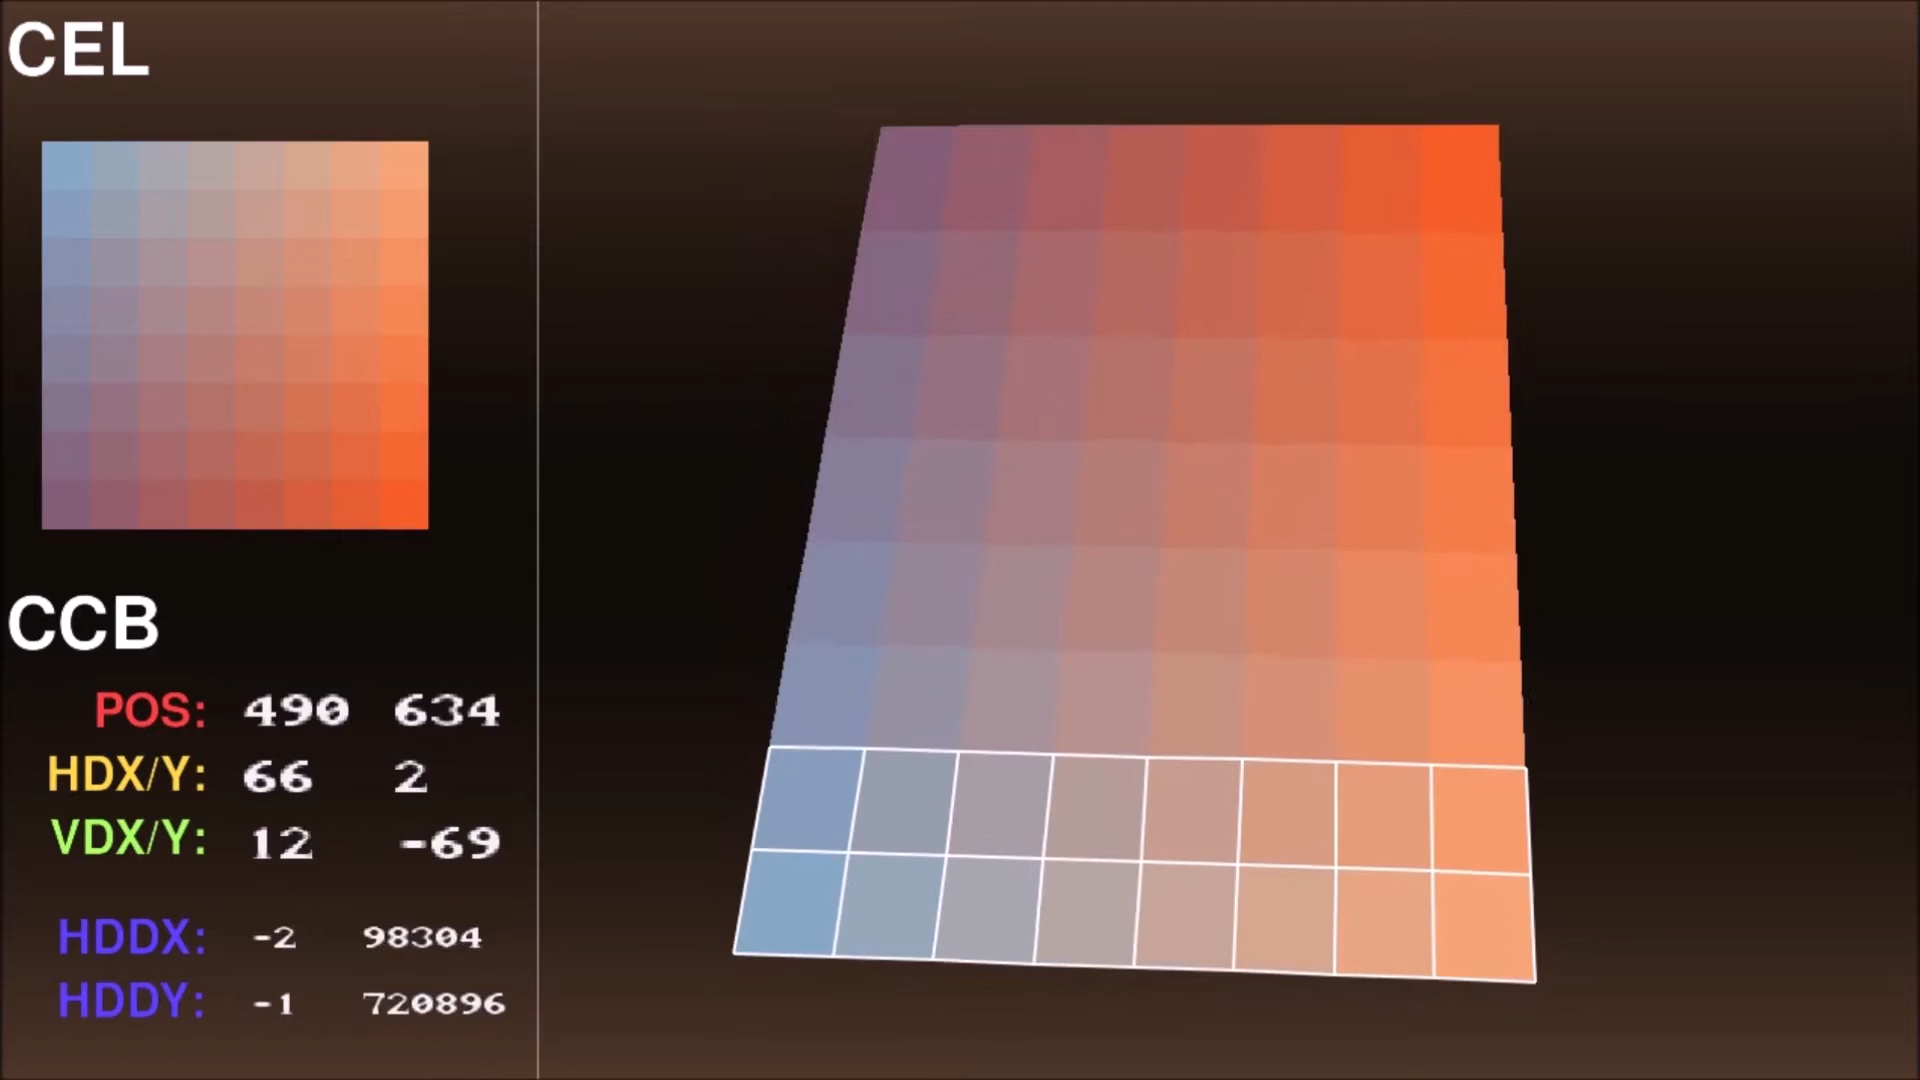 CEL
CCB
POS: 490 634
HDX/Y: 66 2
VDX/Y: 12 -69
HDDX: -2 98304
HDDY: -1 720896